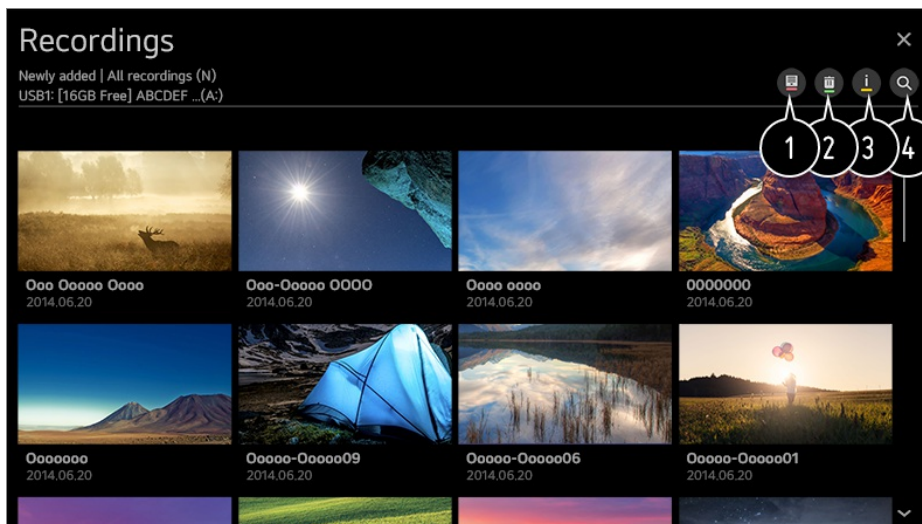 Recordings
Newly added | All recordings (N)
USB1: [16GB Free] ABCDEF ...(A:)
1 2 3 4
Ooo Ooooo Oooo
2014.06.20
Ooo-Ooooo OOOO
2014.06.20
Oooo oooo
2014.06.20
OOOOOOO
2014.06.20
Ooooooo
2014.06.20
Ooooo-Ooooo09
2014.06.20
Ooooo-Ooooo06
2014.06.20
Ooooo-Ooooo01
2014.06.20